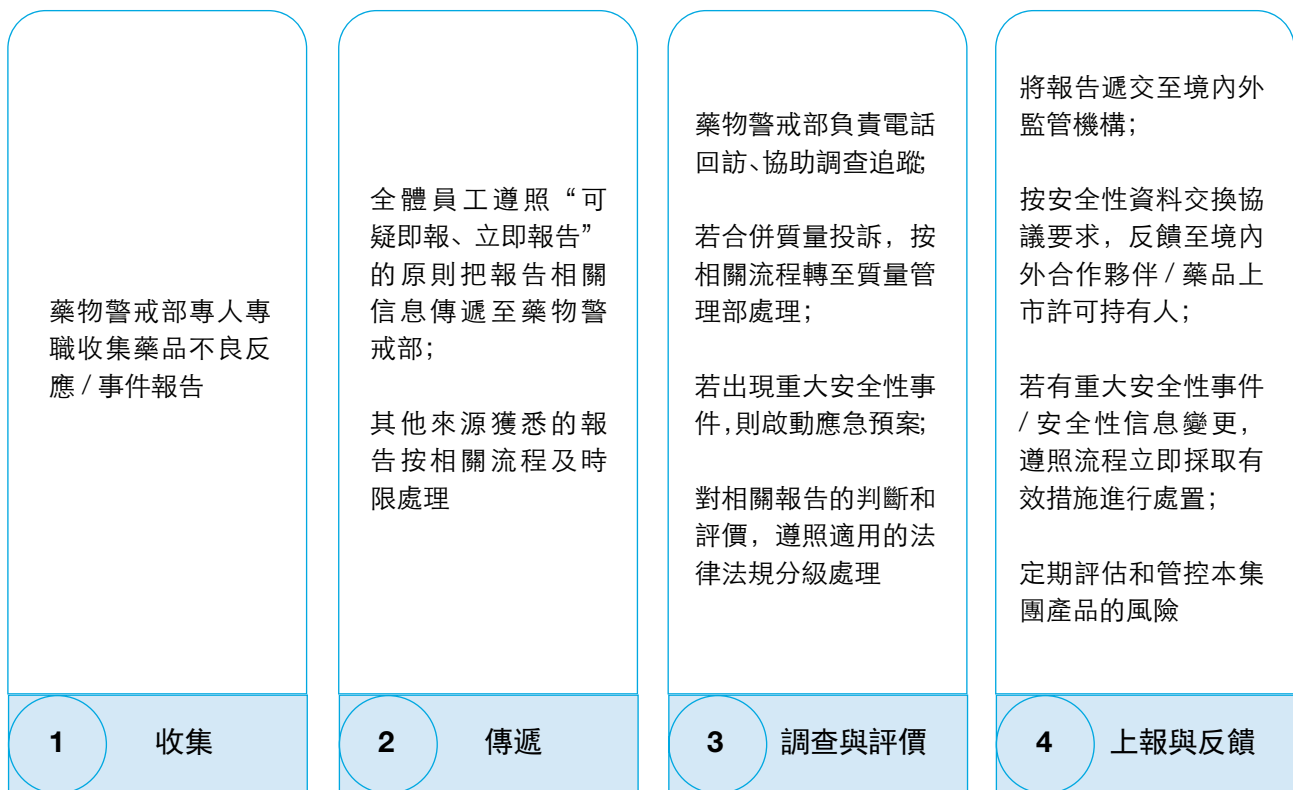 藥物警戒部專人專
職收集藥品不良反
應 / 事件報告
1 收集
全體員工遵照“可
疑即報、立即報告”
的原則把報告相關
信息傳遞至藥物警
戒部；
其他來源獲悉的報
告按相關流程及時
限處理
2 傳遞
藥物警戒部負責電話
回訪、協助調查追蹤；
若合併質量投訴，按
相關流程轉至質量管
理部處理；
若出現重大安全性事
件，則啟動應急預案；
對相關報告的判斷和
評價，遵照適用的法
律法規分級處理
3 調查與評價
將報告遞交至境內外
監管機構；
按安全性資料交換協
議要求，反饋至境內
外合作夥伴 / 藥品上
市許可持有人；
若有重大安全性事件
/ 安全性信息變更，
遵照流程立即採取有
效措施進行處置；
定期評估和管控本集
團產品的風險
4 上報與反饋